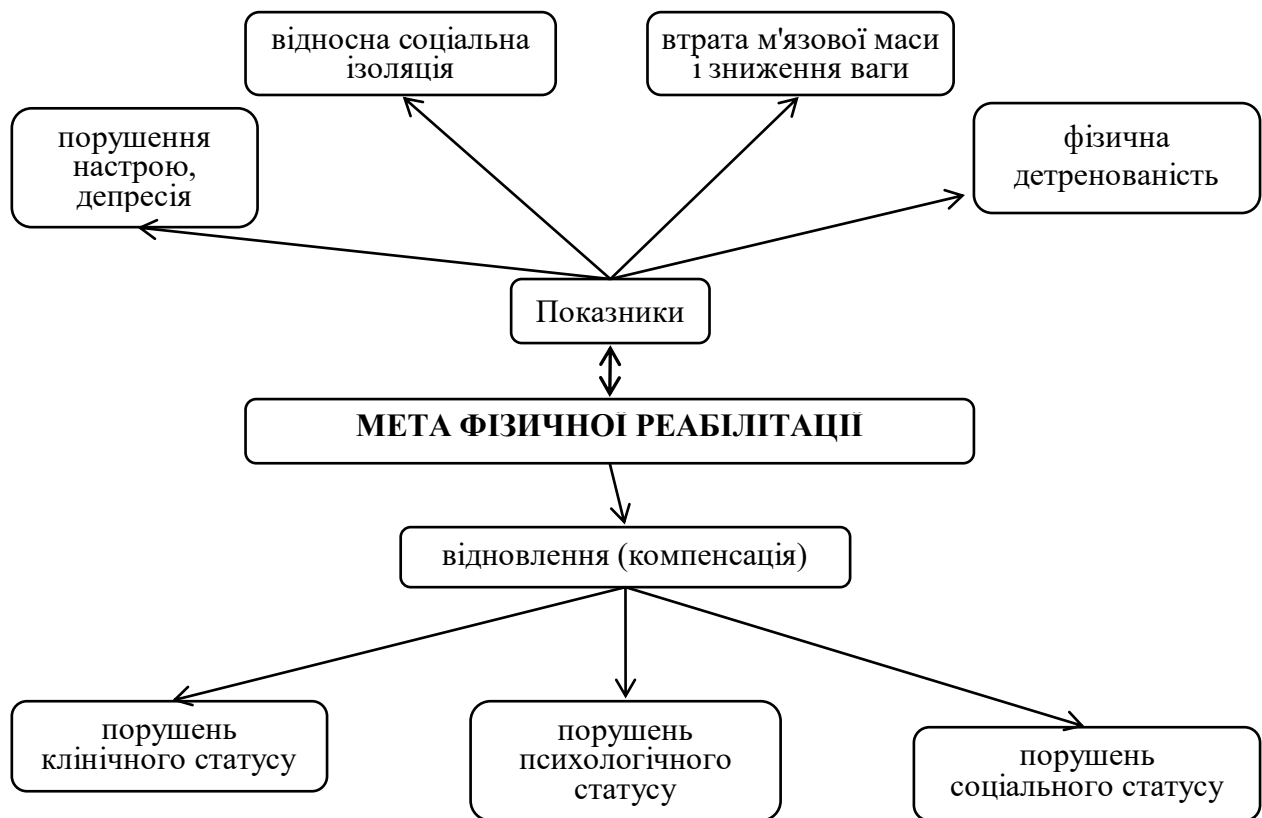 відносна соціальна
ізоляція
втрата м'язової маси
і зниження ваги
порушення
настрою,
депресія
фізична
детренованість
Показники
МЕТА ФІЗИЧНОЇ РЕАБІЛІТАЦІЇ
відновлення (компенсація)
порушень
клінічного статусу
порушень
психологічного
статусу
порушень
соціального статусу